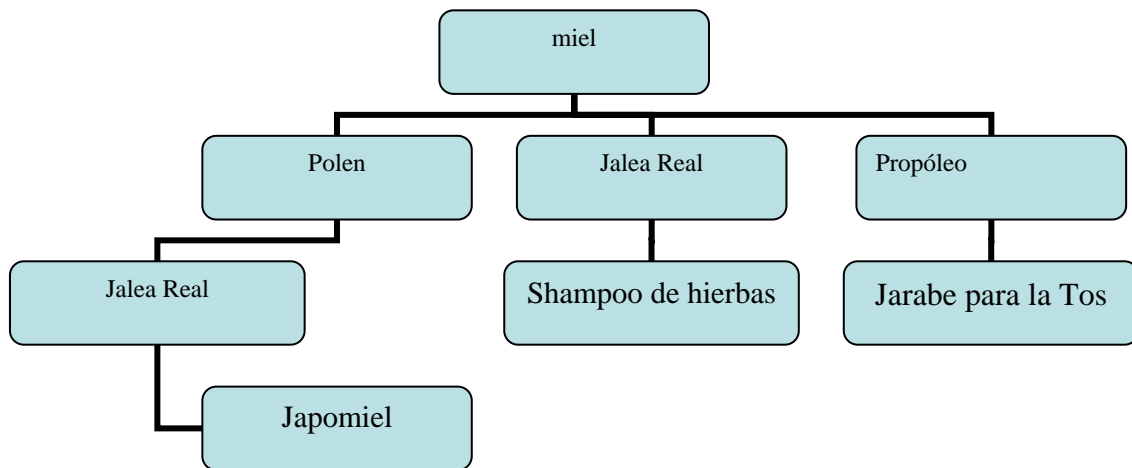 miel
Polen
Jalea Real
Propóleo
Jalea Real
Shampoo de hierbas
Jarabe para la Tos
Japomiel